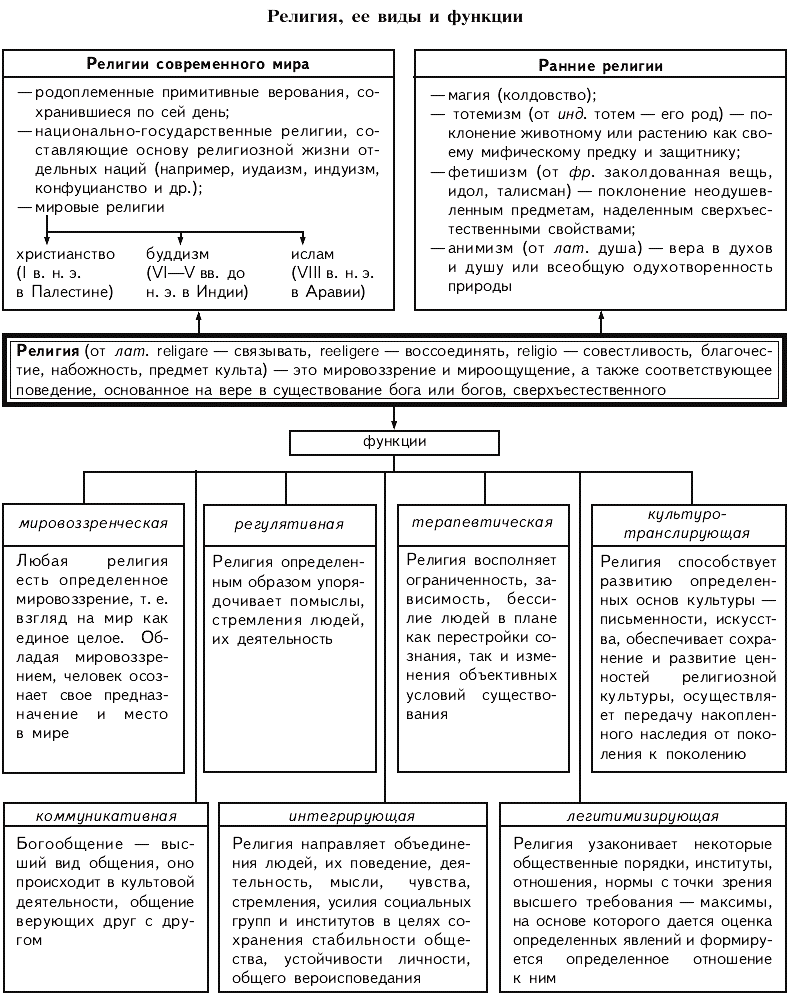 Религия, ее виды и функции
Религии современного мира
— родоплеменные примитивные верования, со-
хранившиеся по сей день;
— национально-государственные религии, со-
ставляющие основу религиозной жизни от-
дельных наций (например, иудаизм, индуизм,
конфуцианство и др.);
— мировые религии
христианство
(I в. н. э.
в Палестине)
буддизм
(VI—V вв. до
н. э. в Индии)
ислам
(VIII в. н. э.
в Аравии)
Ранние религии
— магия (колдовство);
— тотемизм (от инд. тотем — его род) — по-
клонение животному или растению как сво-
ему мифическому предку и защитнику;
— фетишизм (от фр. заколдованная вещь,
идол, талисман) — поклонение неодушев-
ленным предметам, наделенным сверхъес-
тественными свойствами;
— анимизм (от лат. душа) — вера в духов
и душу или всеобщую одухотворенность
природы
Религия (от лат. religare — связывать, reeligere — воссоединять, religio — совестливость, благочес-
тие, набожность, предмет культа) — это мировоззрение и мироощущение, а также соответствующее
поведение, основанное на вере в существование бога или богов, сверхъестественного
функции
мировоззренческая
Любая религия
есть определенное
мировоззрение, т. е.
взгляд на мир как
единое целое. Об-
ладая мировоззре-
нием, человек осоз-
нает свое предназ-
начение и место
в мире
регулятивная
Религия определен-
ным образом упоря-
дочивает помыслы,
стремления людей,
их деятельность
терапевтическая
Религия восполняет
ограниченность, за-
висимость, бесси-
лие людей в плане
как перестройки со-
знания, так и изме-
нения объективных
условий существо-
вания
культуро-
транслирующая
Религия способствует
развитию определен-
ных основ культуры —
письменности, искусст-
ва, обеспечивает сохра-
нение и развитие цен-
ностей религиозной
культуры, осуществля-
ет передачу накоплен-
ного наследия от поко-
ления к поколению
коммуникативная
Богообщение — выс-
ший вид общения, оно
происходит в культовой
деятельности, общение
верующих друг с дру-
гом
интегрирующая
Религия направляет объедине-
ния людей, их поведение, дея-
тельность, мысли, чувства,
стремления, усилия социальных
групп и институтов в целях со-
хранения стабильности обще-
ства, устойчивости личности,
общего вероисповедания
легитимизирующая
Религия узаконивает некоторые
общественные порядки, институты,
отношения, нормы с точки зрения
высшего требования — максимы,
на основе которого дается оценка
определенных явлений и формиру-
ется определенное отношение
к ним